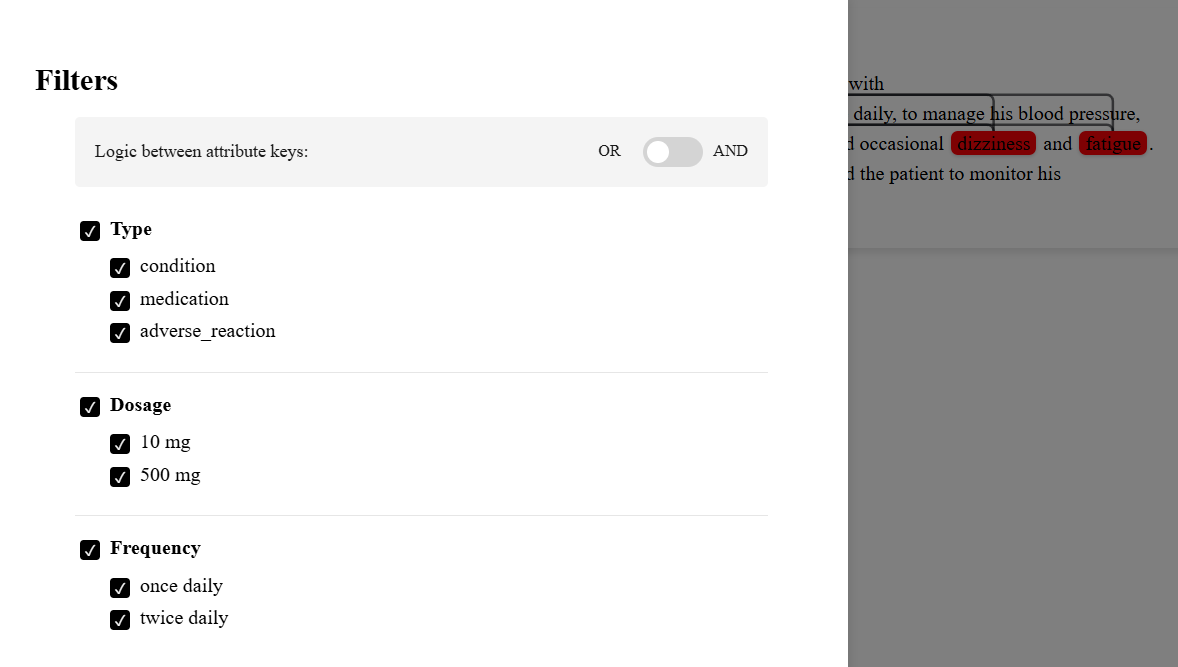 Filters
Logic between attribute keys:
OR
AND
Type
condition
medication
adverse_reaction
Dosage
10 mg
500 mg
Frequency
once daily
twice daily
with
daily, to manage his blood pressure,
occasional dizziness and fatigue.
the patient to monitor his